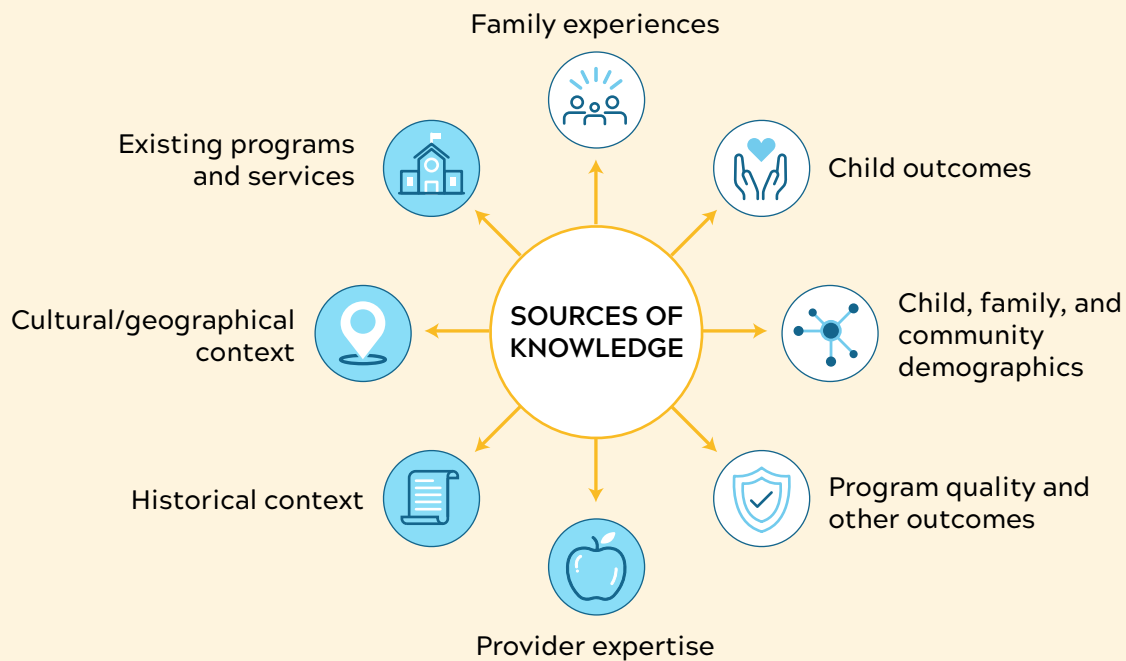 Family experiences
Existing programs
and services
Child outcomes
Cultural/geographical
context
SOURCES OF
KNOWLEDGE
Child, family, and
community
demographics
Historical context
Program quality and
other outcomes
Provider expertise